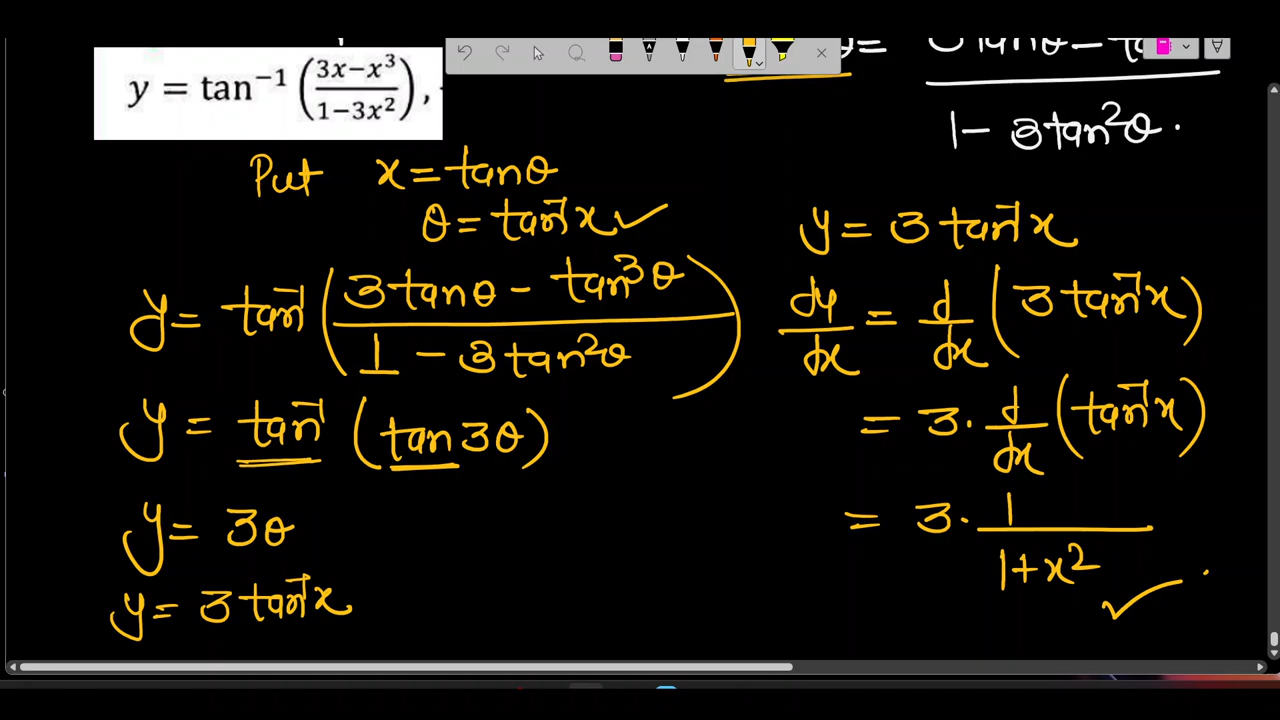 y = tan⁻¹ ((3x−x³)/(1−3x²)),
1 − 3tan²θ.
Put x = tanθ
θ = tan⁻¹x ✓
y = tan⁻¹ ((3tanθ − tan³θ)/(1 − 3tan²θ))
y = tan⁻¹ (tan3θ)
y = 3θ
y = 3tan⁻¹x
y = 3tan⁻¹x
dy/dx = d/dx (3tan⁻¹x)
= 3· d/dx (tan⁻¹x)
= 3· 1/(1+x²) ✓